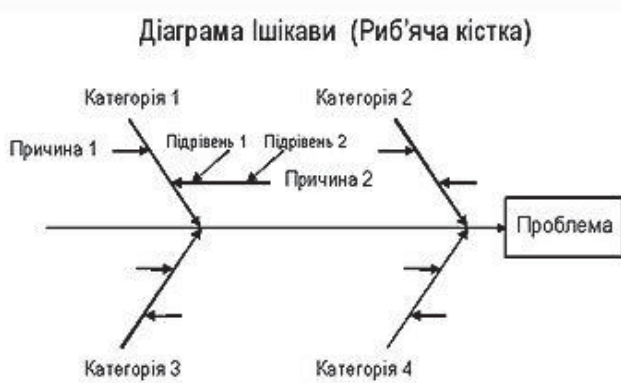 Діаграма Ішікави (Риб'яча кістка)
Категорія 1
Категорія 2
Причина 1
Підрівень 1
Підрівень 2
Причина 2
Проблема
Категорія 3
Категорія 4